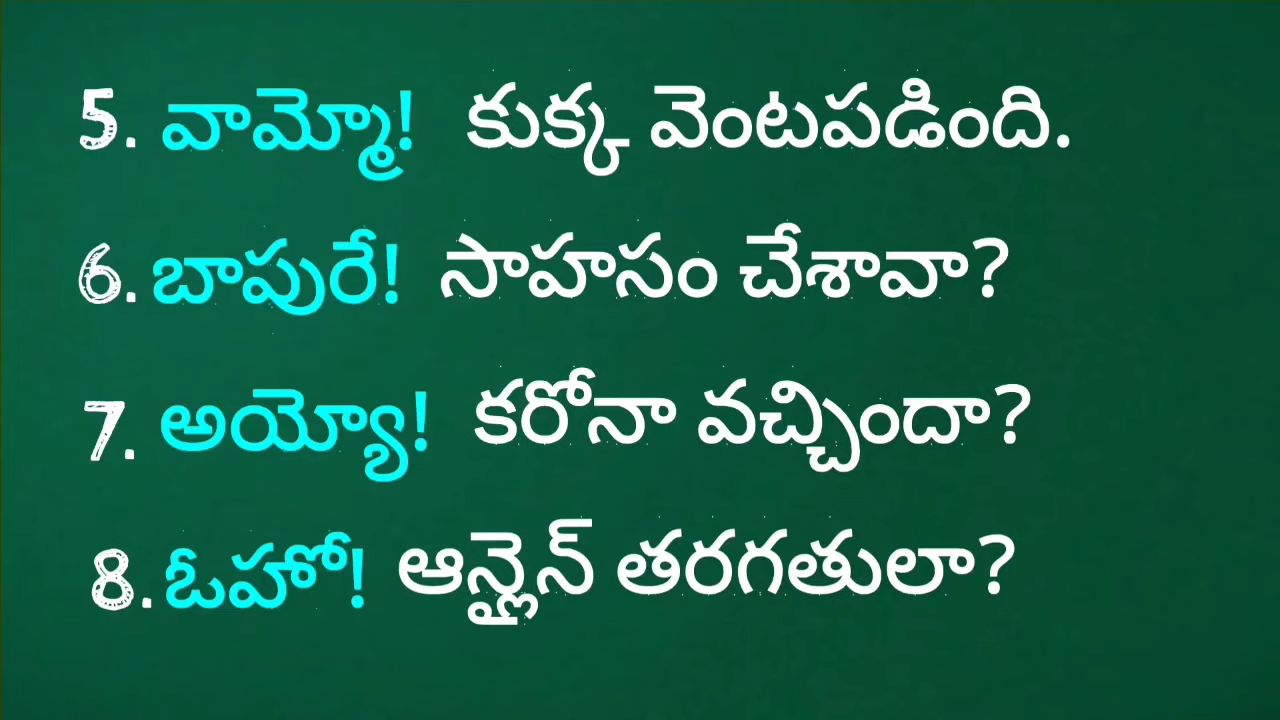 5. వామ్మో! కుక్క వెంటపడింది.
6. బాపురే! సాహసం చేశావా?
7. అయ్యో! కరోనా వచ్చిందా?
8. ఓహో! ఆన్లైన్ తరగతులా?